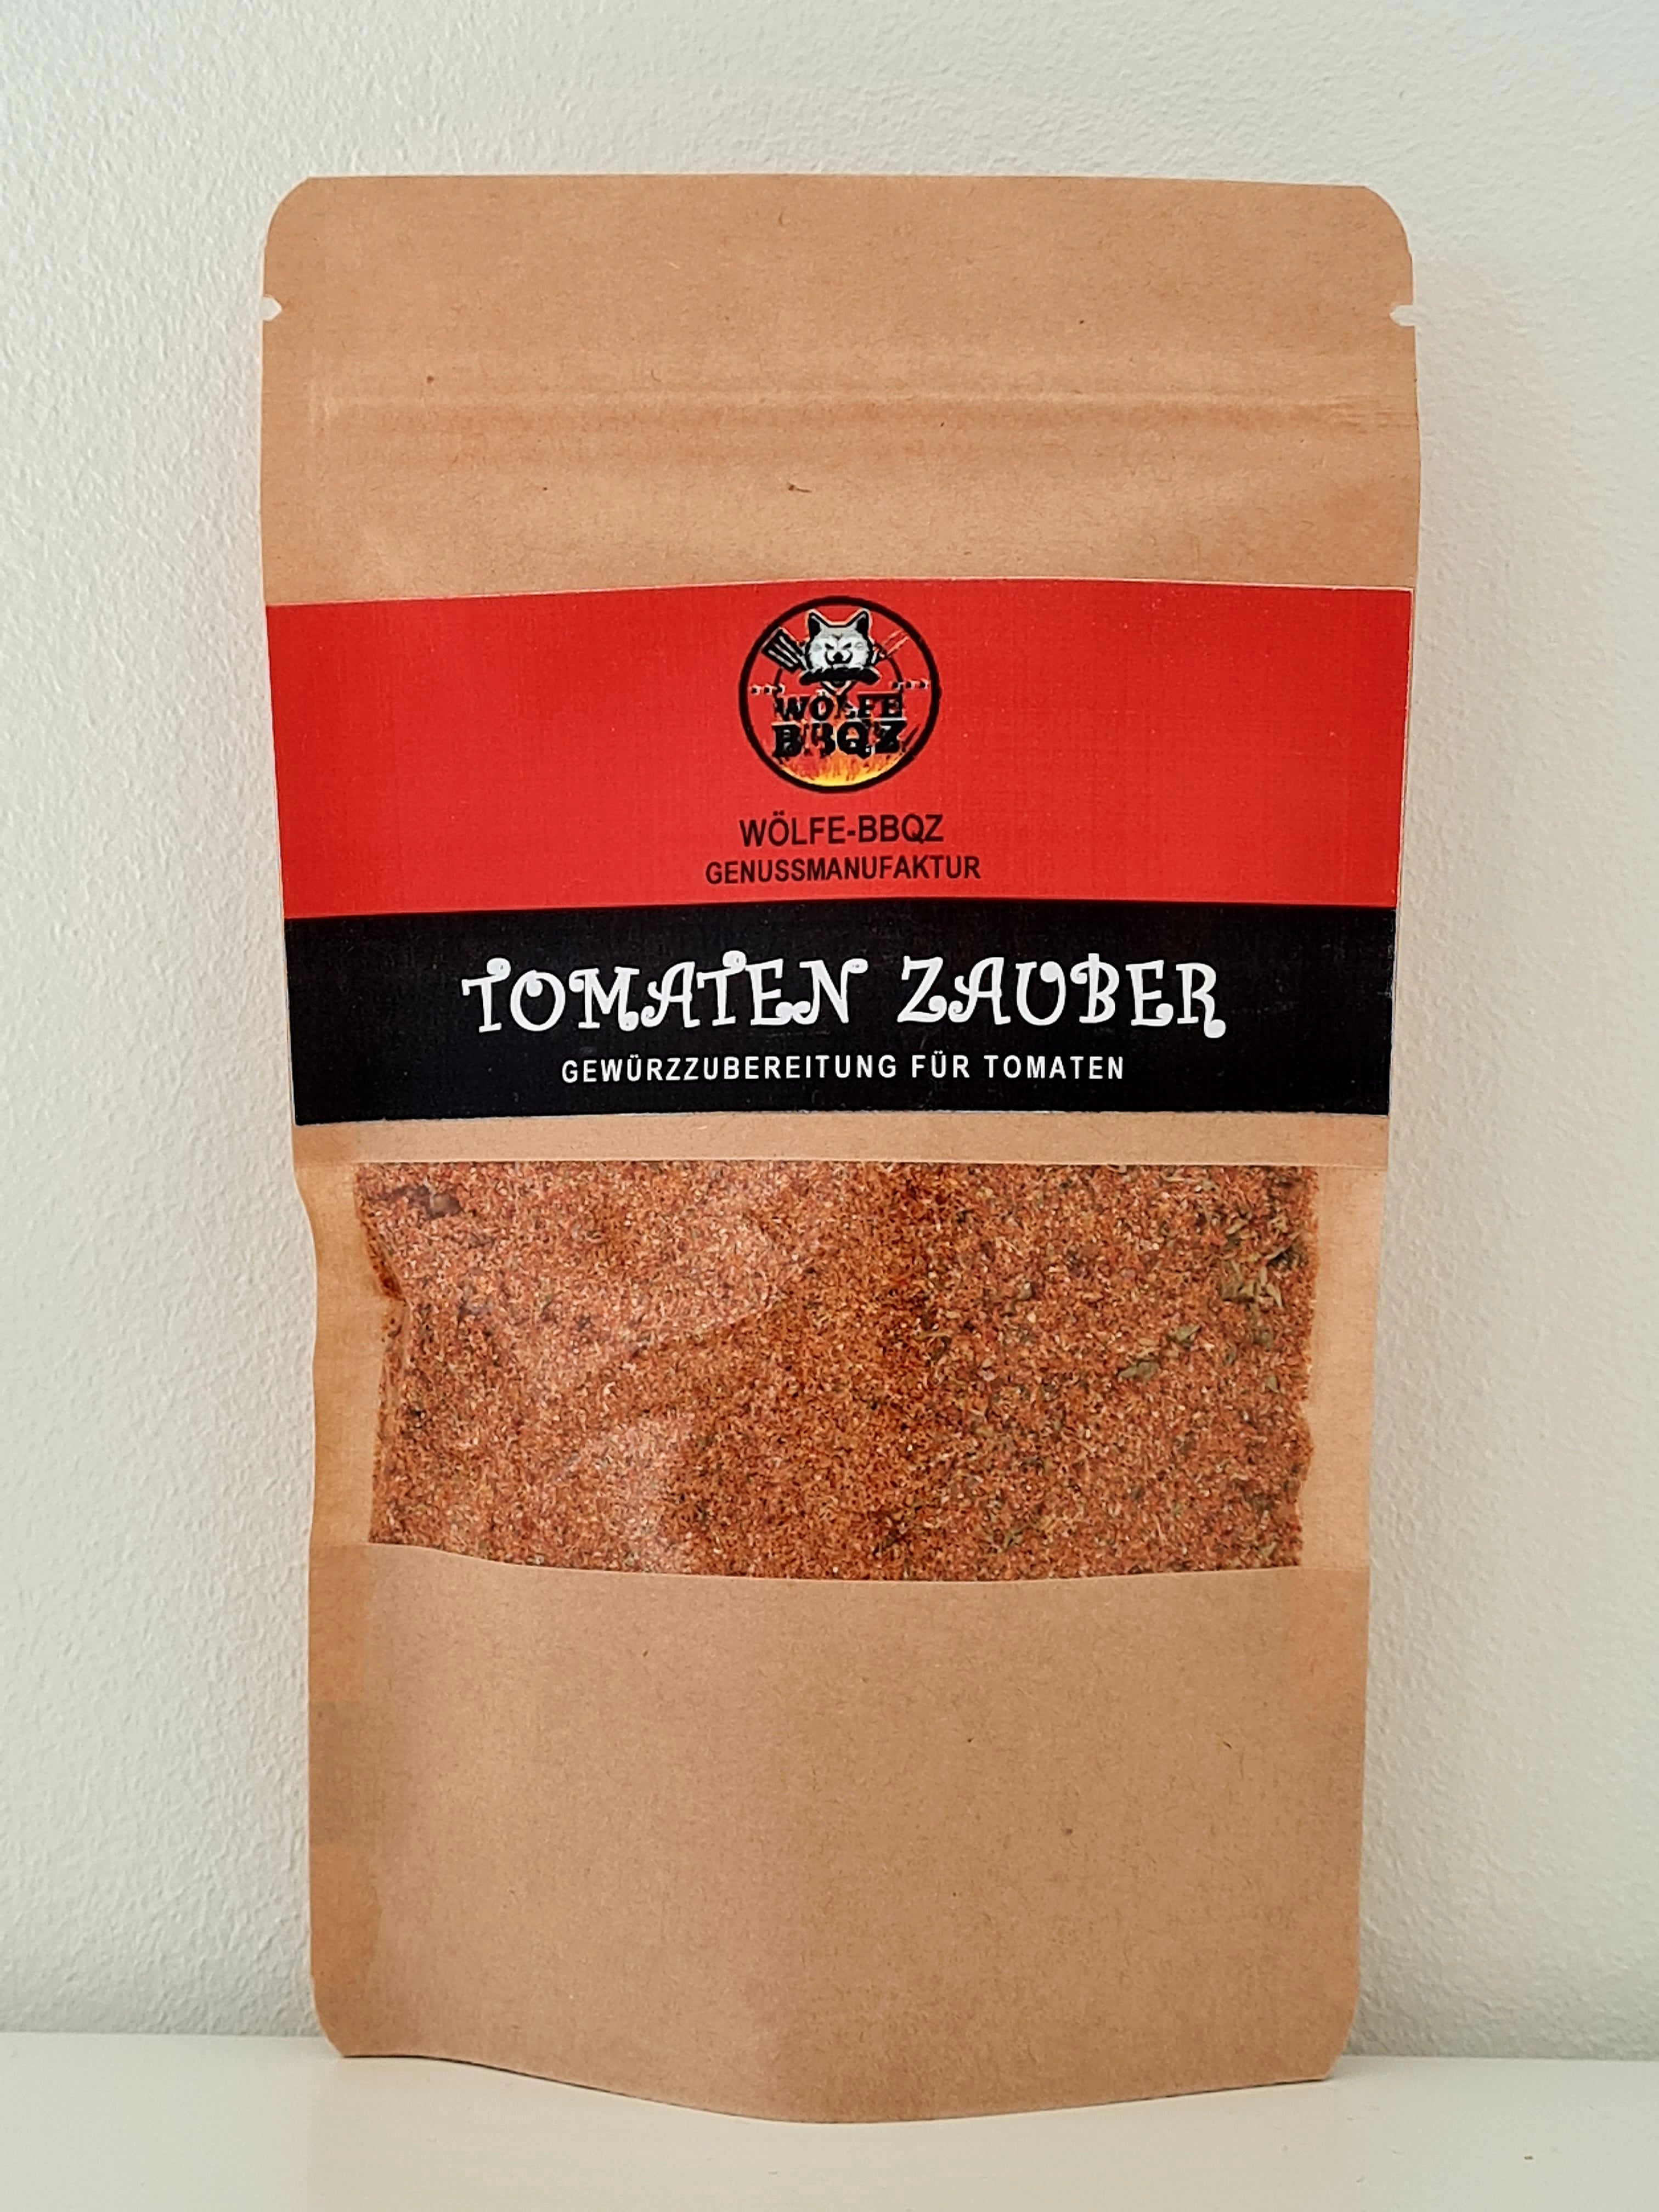 WÖLFE
BBQZ
WÖLFE-BBQZ
GENUSSMANUFAKTUR
TOMATEN ZAUBER
GEWÜRZZUBEREITUNG FÜR TOMATEN